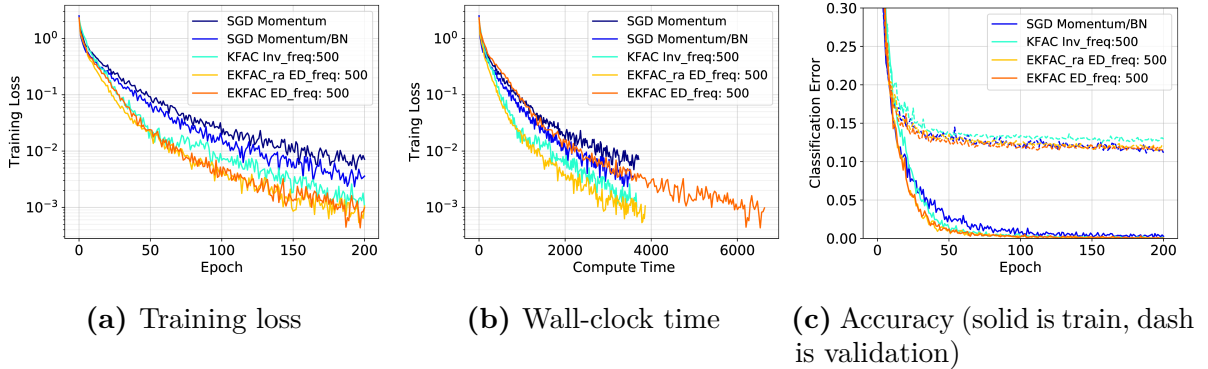 SGD Momentum
SGD Momentum/BN
KFAC Inv_freq:500
EKFAC_ra ED_freq: 500
EKFAC ED_freq: 500
10⁰
10⁻¹
10⁻²
10⁻³
Training Loss
0 50 100 150 200
Epoch
(a) Training loss
SGD Momentum
SGD Momentum/BN
KFAC Inv_freq:500
EKFAC_ra ED_freq: 500
EKFAC ED_freq: 500
10⁰
10⁻¹
10⁻²
10⁻³
Training Loss
0 2000 4000 6000
Compute Time
(b) Wall-clock time
SGD Momentum/BN
KFAC Inv_freq:500
EKFAC_ra ED_freq: 500
EKFAC ED_freq: 500
0.30
0.25
0.20
0.15
0.10
0.05
0.00
Classification Error
0 50 100 150 200
Epoch
(c) Accuracy (solid is train, dash
is validation)